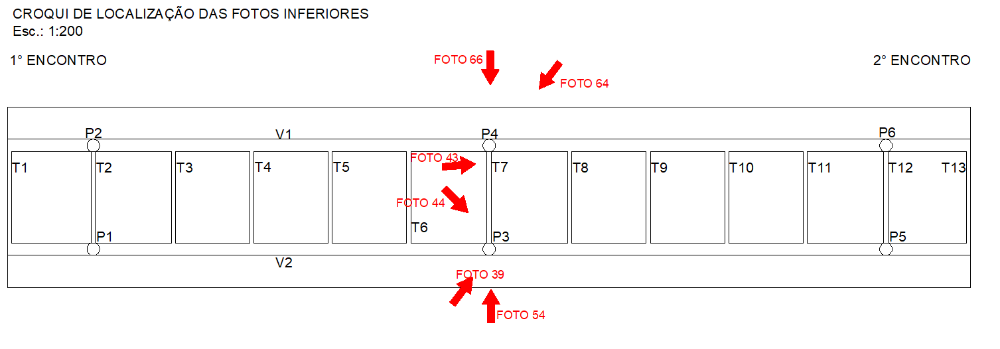 CROQUI DE LOCALIZAÇÃO DAS FOTOS INFERIORES
Esc.: 1:200
1° ENCONTRO
FOTO 66
2° ENCONTRO
FOTO 64
P2
V1
P4
P6
T1
T2
T3
T4
T5
FOTO 43
T7
T8
T9
T10
T11
T12
T13
FOTO 44
T6
P1
P3
P5
V2
FOTO 39
FOTO 54